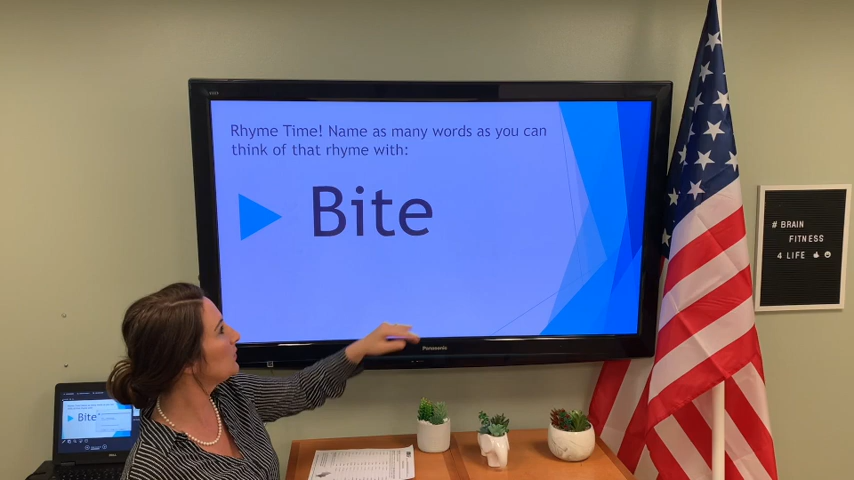 Rhyme Time! Name as many words as you can
think of that rhyme with:
Bite
Panasonic
# BRAIN
FITNESS
4 LIFE
Bite